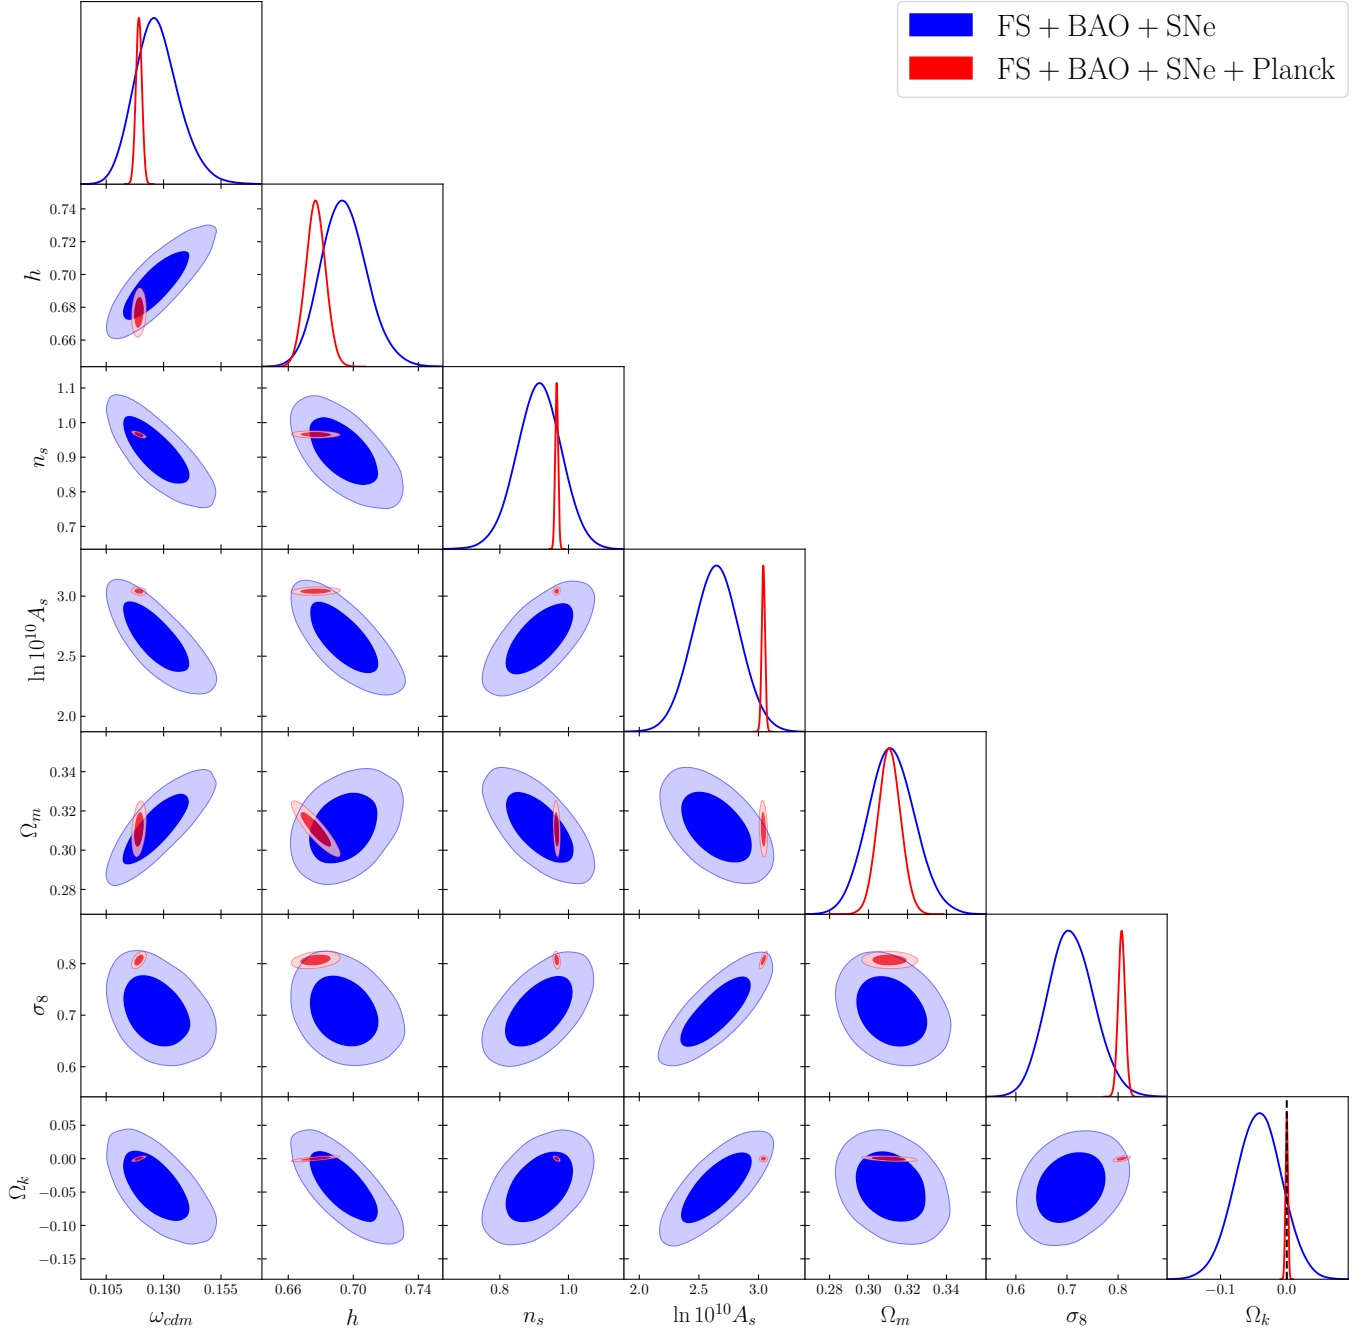 FS + BAO + SNe
FS + BAO + SNe + Planck
0.74
0.72
0.70
0.68
0.66
h
1.1
1.0
0.9
0.8
0.7
n_s
3.0
2.5
2.0
ln 10^{10} A_s
0.34
0.32
0.30
0.28
Ω_m
0.8
0.7
0.6
σ_8
0.05
0.00
−0.05
−0.10
−0.15
Ω_k
0.105 0.130 0.155
0.66 0.70 0.74
0.8 1.0
2.0 2.5 3.0
0.28 0.30 0.32 0.34
0.6 0.7 0.8
−0.1 0.0
ω_{cdm} h n_s ln 10^{10} A_s Ω_m σ_8 Ω_k